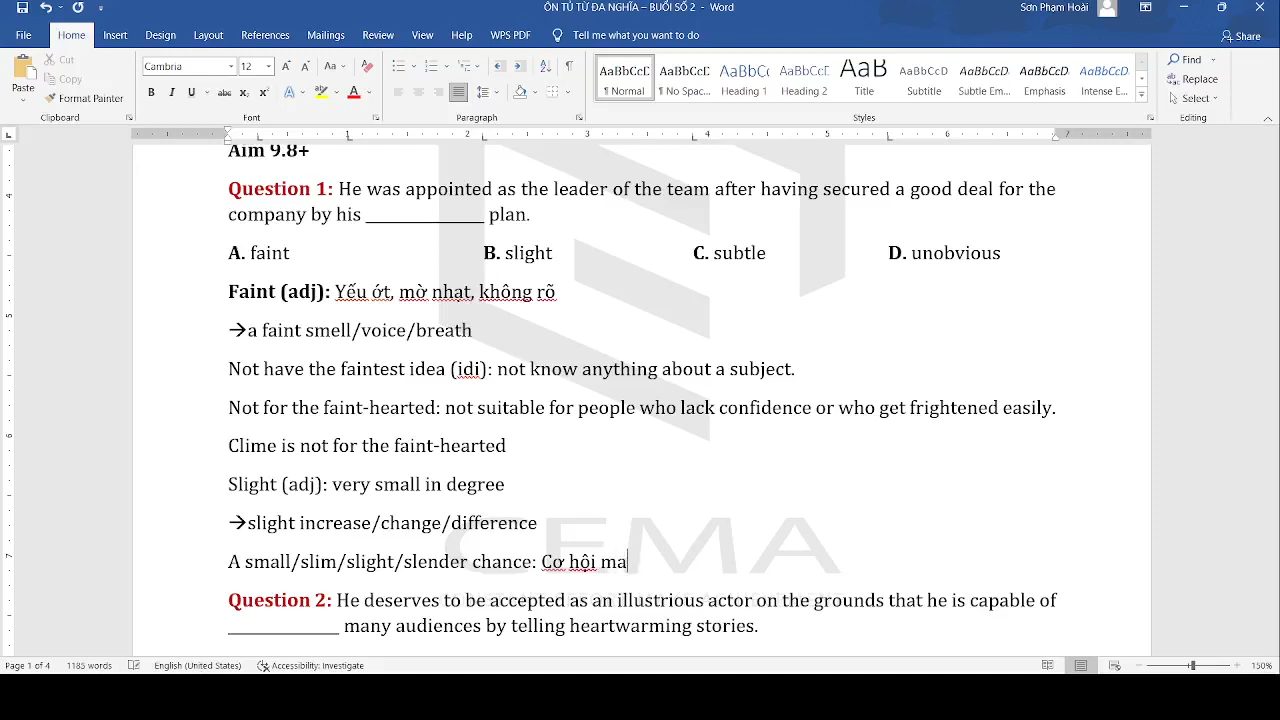 ÔN TỦ TỪ ĐA NGHĨA – BUỔI SỐ 2 - Word
Son Phạm Hoài
File Home Insert Design Layout References Mailings Review View Help WPS PDF Tell me what you want to do Share
Paste
Cut
Copy
Format Painter
Clipboard
Cambria 12
Font
Paragraph
AaBbCcD AaBbCcD AaBbCc AaBbCcD AaB AaBbCcD AaBbCcD AaBbCcD AaBbCcD
¶ Normal ¶ No Spac... Heading 1 Heading 2 Title Subtitle Subtle Em... Emphasis Intense E...
Styles
Find
Replace
Select
Editing
Aim 9.8+
Question 1: He was appointed as the leader of the team after having secured a good deal for the
company by his ______________ plan.
A. faint B. slight C. subtle D. unobvious
Faint (adj): Yếu ớt, mờ nhạt, không rõ
→a faint smell/voice/breath
Not have the faintest idea (idi): not know anything about a subject.
Not for the faint-hearted: not suitable for people who lack confidence or who get frightened easily.
Clime is not for the faint-hearted
Slight (adj): very small in degree
→slight increase/change/difference
A small/slim/slight/slender chance: Cơ hội ma
CEMA
Question 2: He deserves to be accepted as an illustrious actor on the grounds that he is capable of
_____________ many audiences by telling heartwarming stories.
Page 1 of 4 1185 words English (United States) Accessibility: Investigate 150%